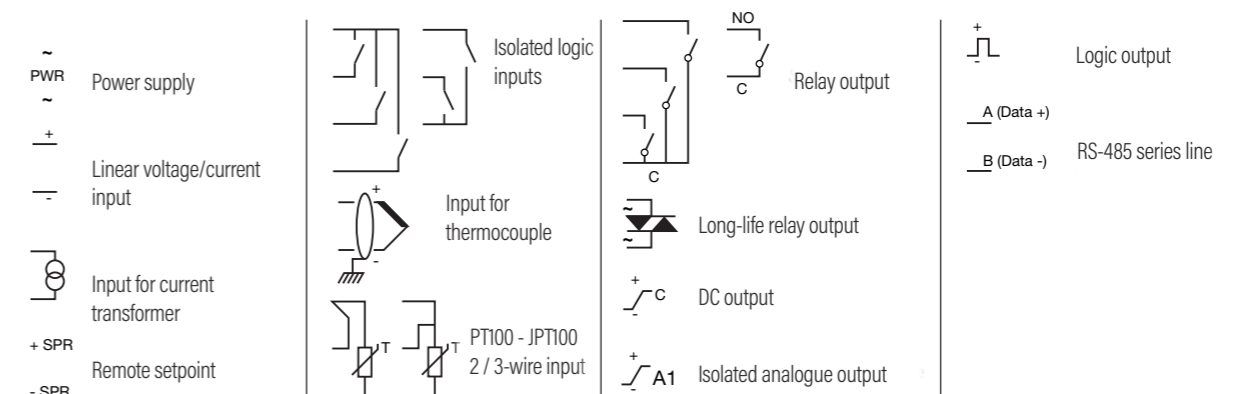 ~
PWR
~
Power supply
+
-
Linear voltage/current
input
Input for current
transformer
+ SPR
- SPR
Remote setpoint
Isolated logic
inputs
+
-
Input for
thermocouple
T
T
PT100 - JPT100
2 / 3-wire input
NO
C
C
Relay output
~
~
Long-life relay output
+
-
C
DC output
+
-
A1
Isolated analogue output
+
-
Logic output
A (Data +)
B (Data -)
RS-485 series line